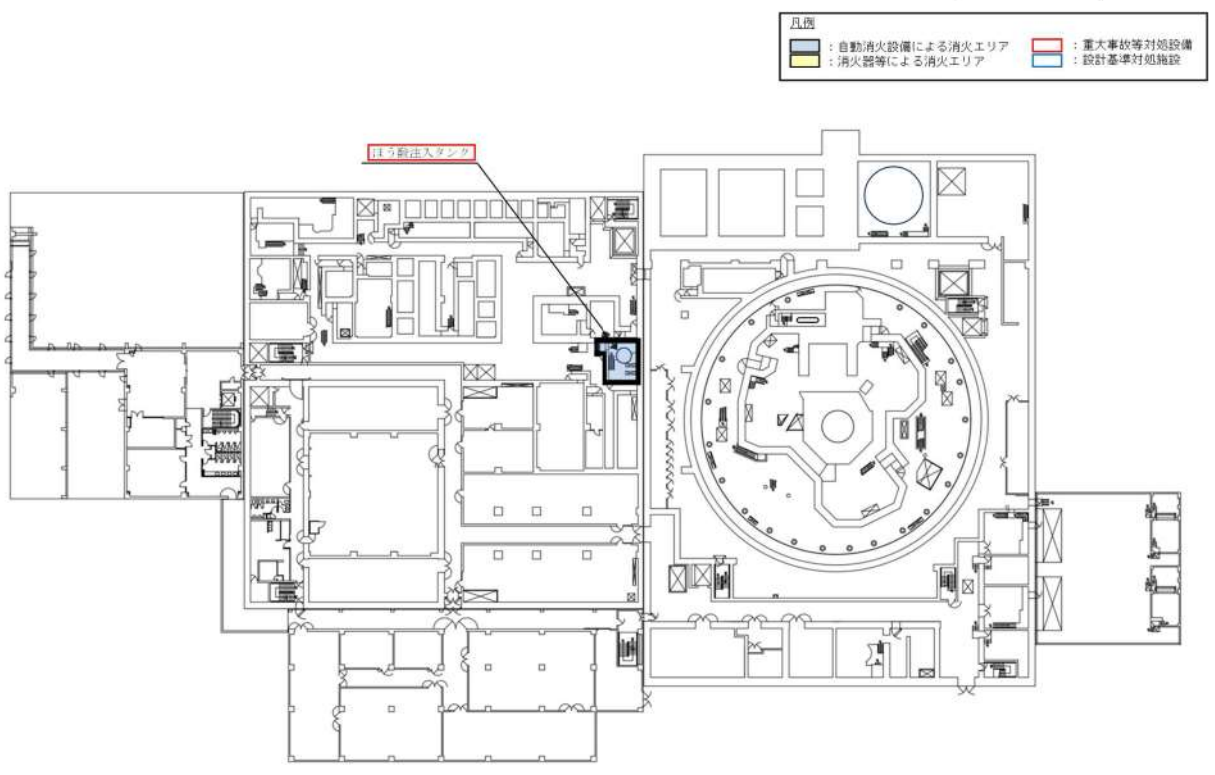 凡例
：自動消火設備による消火エリア
：消火器等による消火エリア
：重大事故等対処設備
：設計基準対処施設
ほう酸注入タンク